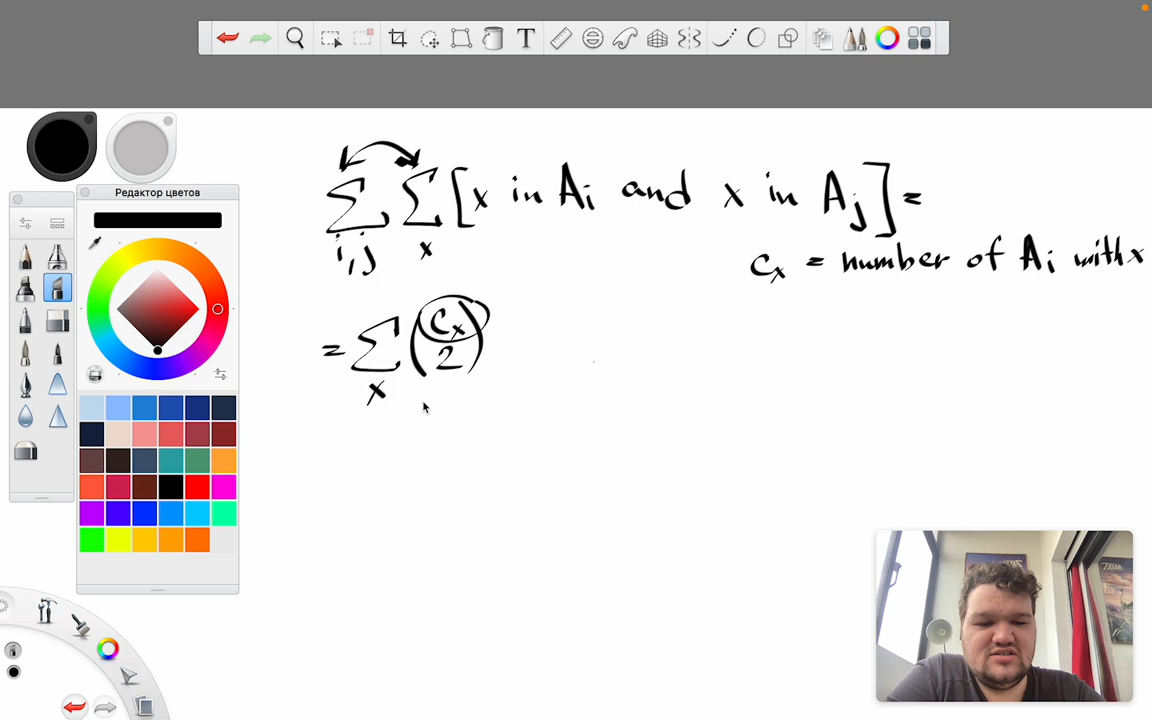 T
Редактор цветов
∑ ∑ [x in Ai and x in Aj] =
i,j x
cx = number of Ai with x
= ∑ (cx 2)
x